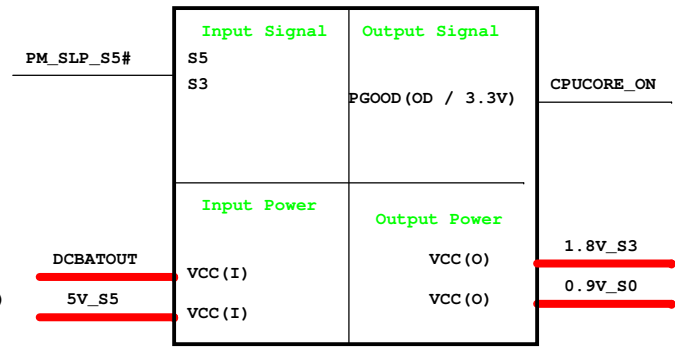 Input Signal
Output Signal
PM_SLP_S5#
S5
S3
PGOOD(OD / 3.3V)
CPUCORE_ON
Input Power
Output Power
DCBATOUT
VCC(I)
VCC(O)
1.8V_S3
5V_S5
VCC(I)
VCC(O)
0.9V_S0